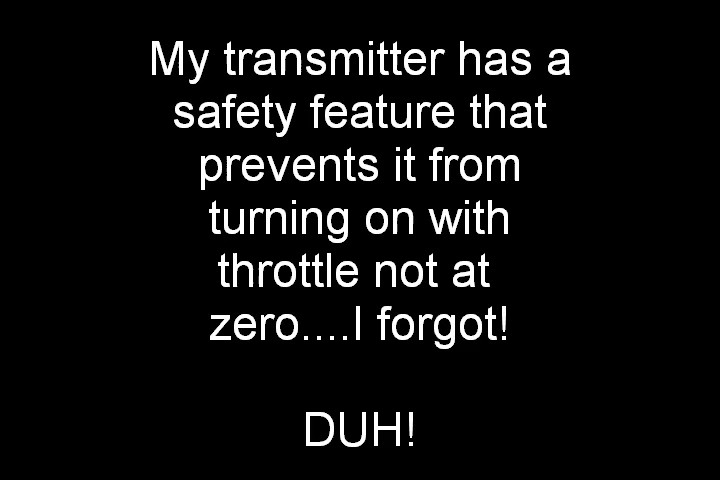 My transmitter has a
safety feature that
prevents it from
turning on with
throttle not at
zero....I forgot!
DUH!